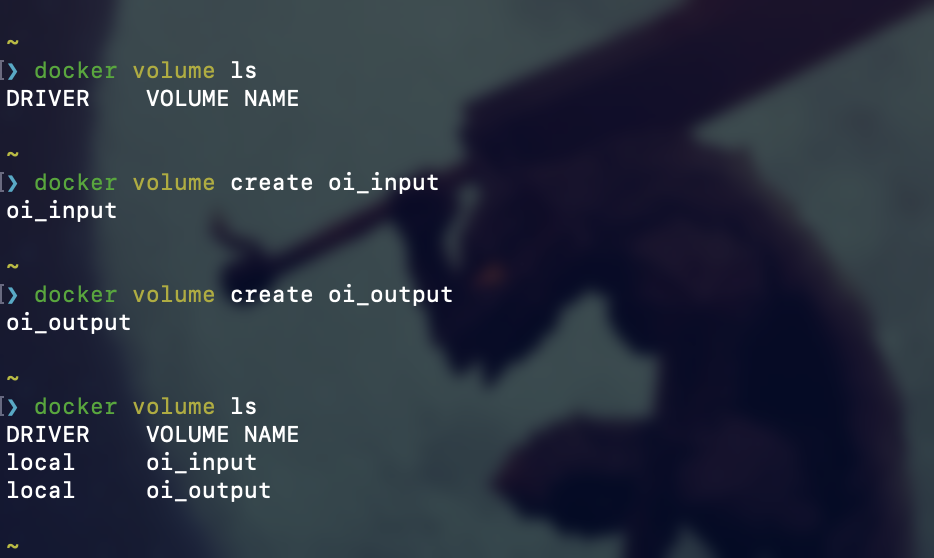 ~
❯ docker volume ls
DRIVER    VOLUME NAME
~
❯ docker volume create oi_input
oi_input
~
❯ docker volume create oi_output
oi_output
~
❯ docker volume ls
DRIVER    VOLUME NAME
local     oi_input
local     oi_output
~